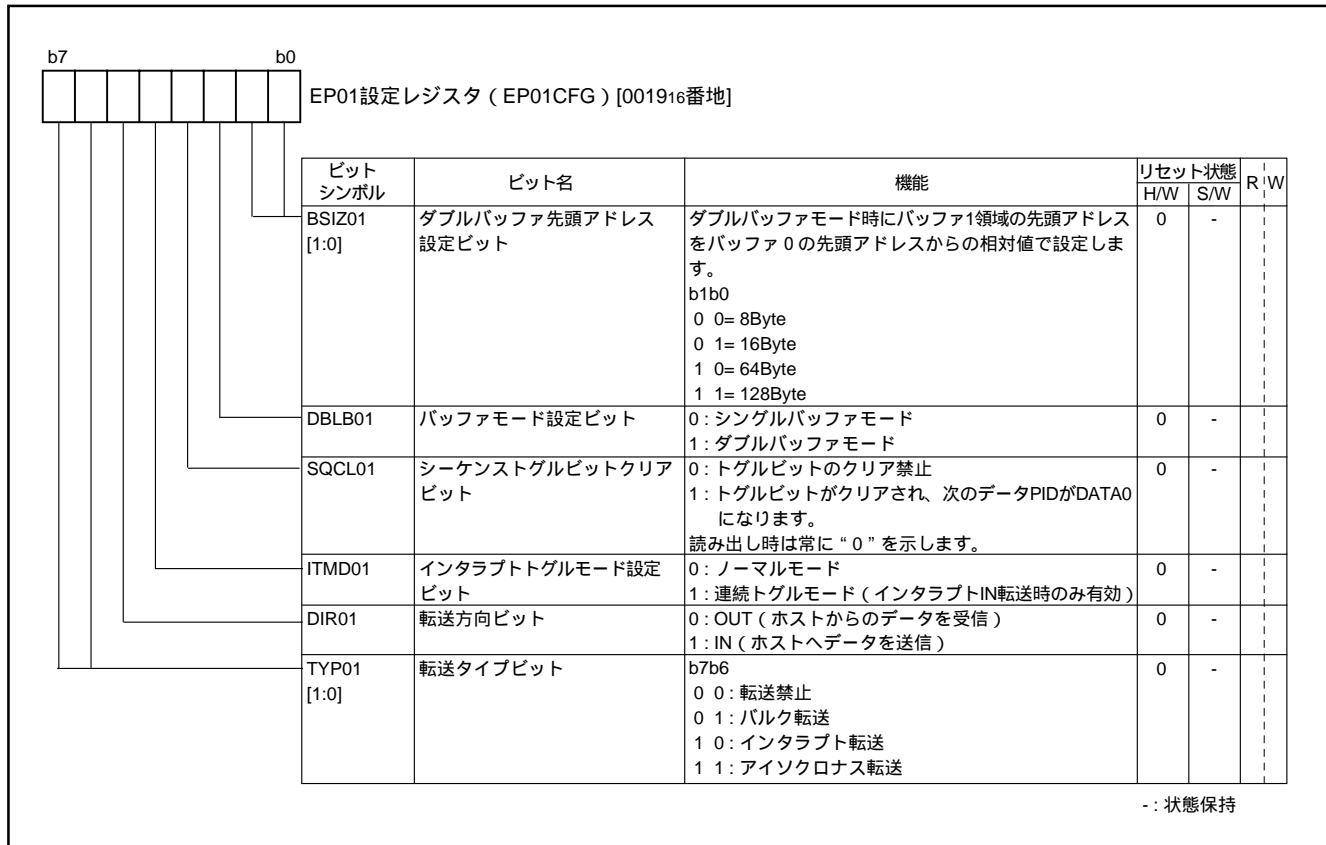 b7 b0
EP01設定レジスタ（EP01CFG）[0019₁₆番地]
ビット
シンボル
ビット名
機能
リセット状態
H/W S/W
R W
BSIZ01
[1:0]
ダブルバッファ先頭アドレス
設定ビット
ダブルバッファモード時にバッファ1領域の先頭アドレス
をバッファ０の先頭アドレスからの相対値で設定しま
す。
b1b0
0 0= 8Byte
0 1= 16Byte
1 0= 64Byte
1 1= 128Byte
0 -
DBLB01
バッファモード設定ビット
0 : シングルバッファモード
1 : ダブルバッファモード
0 -
SQCL01
シーケンストグルビットクリア
ビット
0 : トグルビットのクリア禁止
1 : トグルビットがクリアされ、次のデータPIDがDATA0
になります。
読み出し時は常に“０”を示します。
0 -
ITMD01
インタラプトトグルモード設定
ビット
0 : ノーマルモード
1 : 連続トグルモード（インタラプトIN転送時のみ有効）
0 -
DIR01
転送方向ビット
0 : OUT（ホストからのデータを受信）
1 : IN（ホストへデータを送信）
0 -
TYP01
[1:0]
転送タイプビット
b7b6
0 0 : 転送禁止
0 1 : バルク転送
1 0 : インタラプト転送
1 1 : アイソクロナス転送
0 -
- : 状態保持